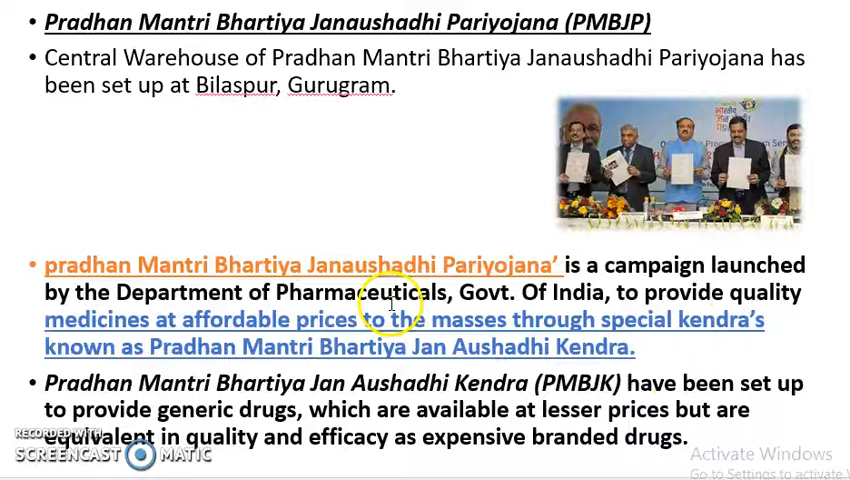 • Pradhan Mantri Bhartiya Janaushadhi Pariyojana (PMBJP)
• Central Warehouse of Pradhan Mantri Bhartiya Janaushadhi Pariyojana has
been set up at Bilaspur, Gurugram.
• pradhan Mantri Bhartiya Janaushadhi Pariyojana’ is a campaign launched
by the Department of Pharmaceuticals, Govt. Of India, to provide quality
medicines at affordable prices to the masses through special kendra’s
known as Pradhan Mantri Bhartiya Jan Aushadhi Kendra.
• Pradhan Mantri Bhartiya Jan Aushadhi Kendra (PMBJK) have been set up
to provide generic drugs, which are available at lesser prices but are
equivalent in quality and efficacy as expensive branded drugs.
RECORDED WITH
SCREENCAST MATIC
Activate Windows
Go to Settings to activate